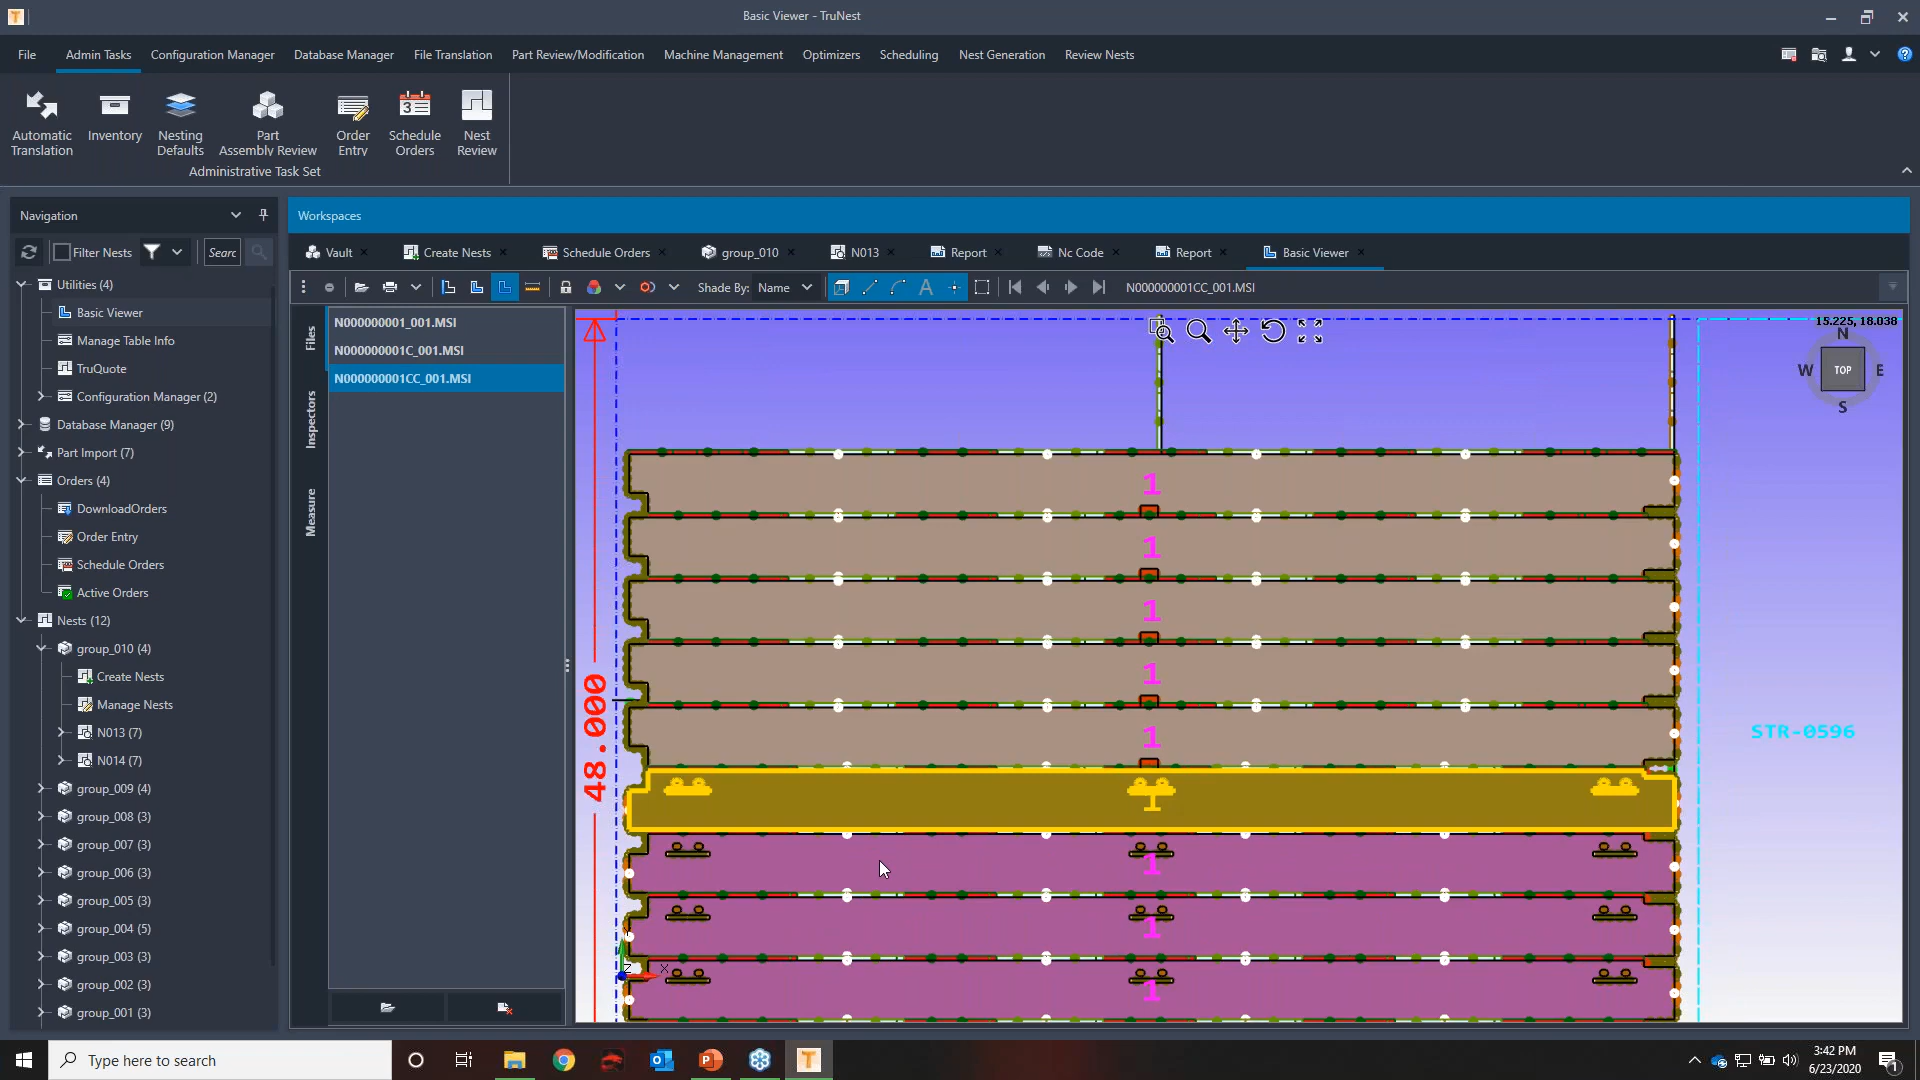 Basic Viewer - TruNest
File
Admin Tasks
Configuration Manager
Database Manager
File Translation
Part Review/Modification
Machine Management
Optimizers
Scheduling
Nest Generation
Review Nests
Automatic
Translation
Inventory
Nesting
Defaults
Part
Assembly Review
Order
Entry
3
Schedule
Orders
Nest
Review
Administrative Task Set
Navigation
Workspaces
Filter Nests
Searc
Vault
Create Nests
Schedule Orders
group_010
N013
Report
Nc Code
Report
Basic Viewer
Shade By:
Name
A
N000000001CC_001.MSI
Utilities (4)
Basic Viewer
Manage Table Info
TruQuote
Configuration Manager (2)
Database Manager (9)
Part Import (7)
Orders (4)
DownloadOrders
Order Entry
Schedule Orders
Active Orders
Nests (12)
group_010 (4)
Create Nests
Manage Nests
N013 (7)
N014 (7)
group_009 (4)
group_008 (3)
group_007 (3)
group_006 (3)
group_005 (3)
group_004 (5)
group_003 (3)
group_002 (3)
group_001 (3)
Files
Inspectors
Measure
N000000001_001.MSI
N000000001C_001.MSI
N000000001CC_001.MSI
15.225, 18.038
N
W
TOP
E
S
1
1
1
1
1
1
1
1
1
48.000
STR-0596
Z
X
Type here to search
3:42 PM
6/23/2020
1